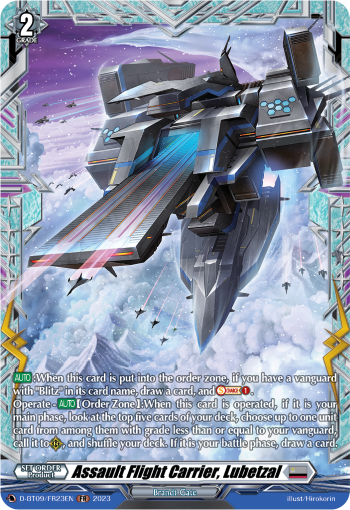 2
GRADE
AUTO:When this card is put into the order zone, if you have a vanguard
with "Blitz" in its card name, draw a card, and CHARGE 1.
Operate - AUTO[Order Zone]:When this card is operated, if it is your
main phase, look at the top five cards of your deck, choose up to one unit
card from among them with grade less than or equal to your vanguard,
call it to R, and shuffle your deck. If it is your battle phase, draw a card.
SET ORDER
Product
Assault Flight Carrier, Lubetzal
Brandt Gate
D-BT09/FR23EN FR 2023
illust/Hirokorin